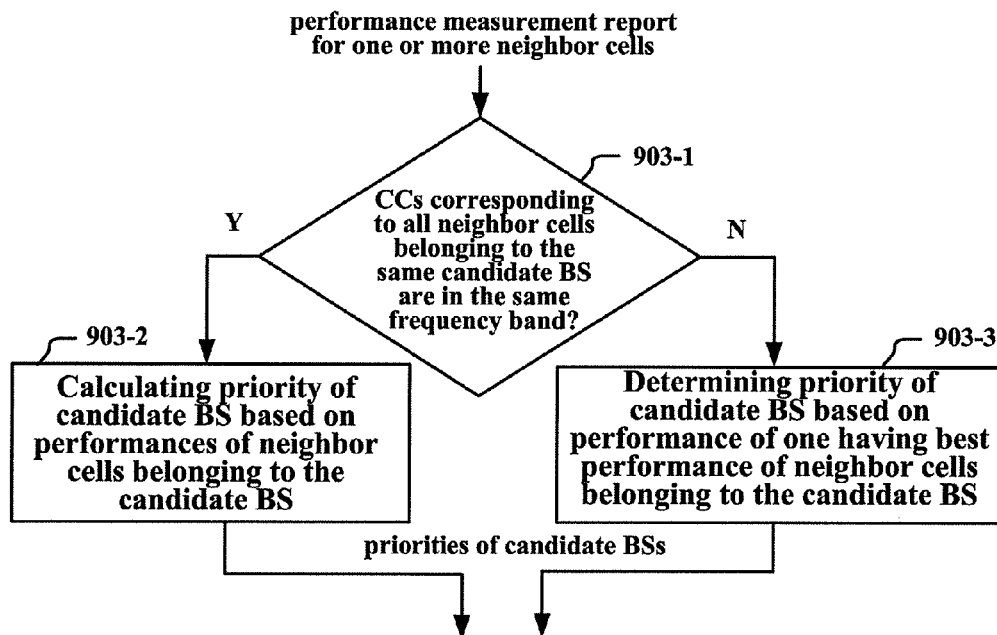 performance measurement report
for one or more neighbor cells
903-1
CCs corresponding
to all neighbor cells
belonging to the
same candidate BS
are in the same
frequency band?
Y
N
903-2
Calculating priority of
candidate BS based on
performances of neighbor
cells belonging to the
candidate BS
903-3
Determining priority of
candidate BS based on
performance of one having best
performance of neighbor cells
belonging to the candidate BS
priorities of candidate BSs